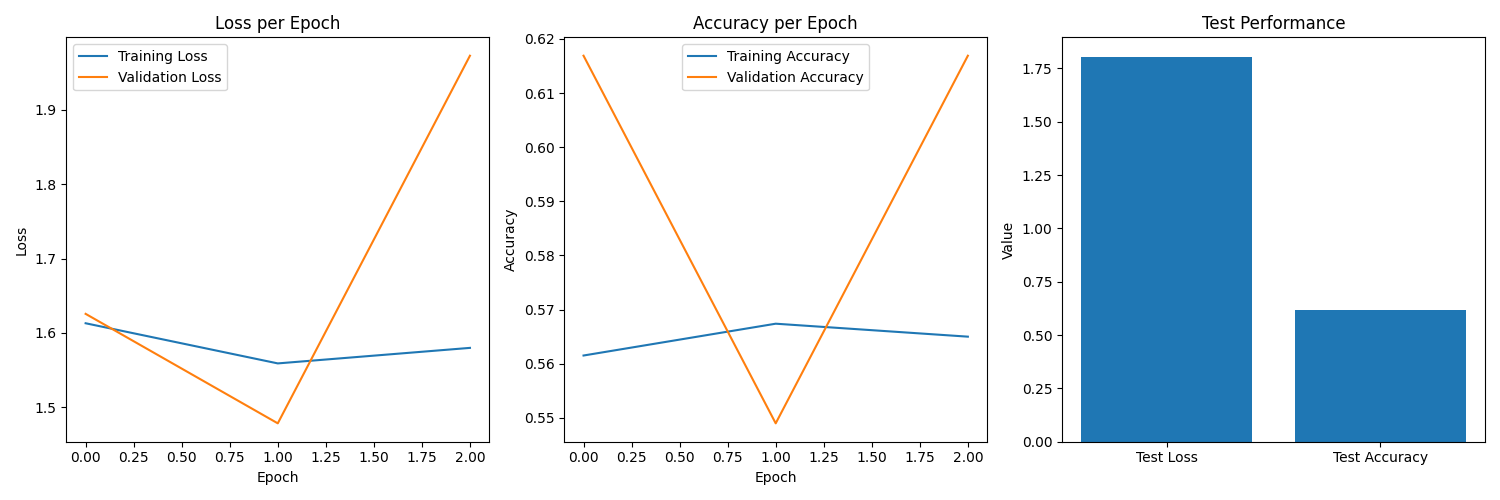 Loss per Epoch
Training Loss
Validation Loss
1.9
1.8
1.7
1.6
1.5
Loss
0.00 0.25 0.50 0.75 1.00 1.25 1.50 1.75 2.00
Epoch
Accuracy per Epoch
Training Accuracy
Validation Accuracy
0.62
0.61
0.60
0.59
0.58
0.57
0.56
0.55
Accuracy
0.00 0.25 0.50 0.75 1.00 1.25 1.50 1.75 2.00
Epoch
Test Performance
1.75
1.50
1.25
1.00
0.75
0.50
0.25
0.00
Value
Test Loss Test Accuracy